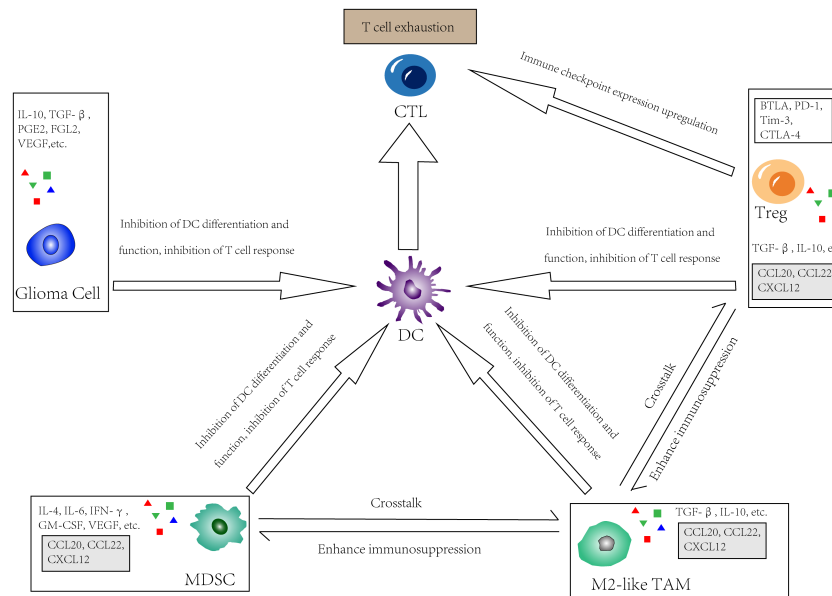 T cell exhaustion
CTL
Immune checkpoint expression upregulation
IL-10, TGF- β ,
PGE2, FGL2,
VEGF,etc.
Glioma Cell
Inhibition of DC differentiation and
function, inhibition of T cell response
BTLA, PD-1,
Tim-3,
CTLA-4
Treg
TGF- β , IL-10, e
CCL20, CCL22
CXCL12
Inhibition of DC differentiation and
function, inhibition of T cell response
DC
Inhibition of DC differentiation and
function, inhibition of T cell response
Inhibition of DC differentiation and
function, inhibition of T cell response
Crosstalk
Enhance immunosuppression
IL-4, IL-6, IFN- γ ,
GM-CSF, VEGF, etc.
CCL20, CCL22,
CXCL12
MDSC
Crosstalk
Enhance immunosuppression
TGF- β , IL-10, etc.
CCL20, CCL22,
CXCL12
M2-like TAM